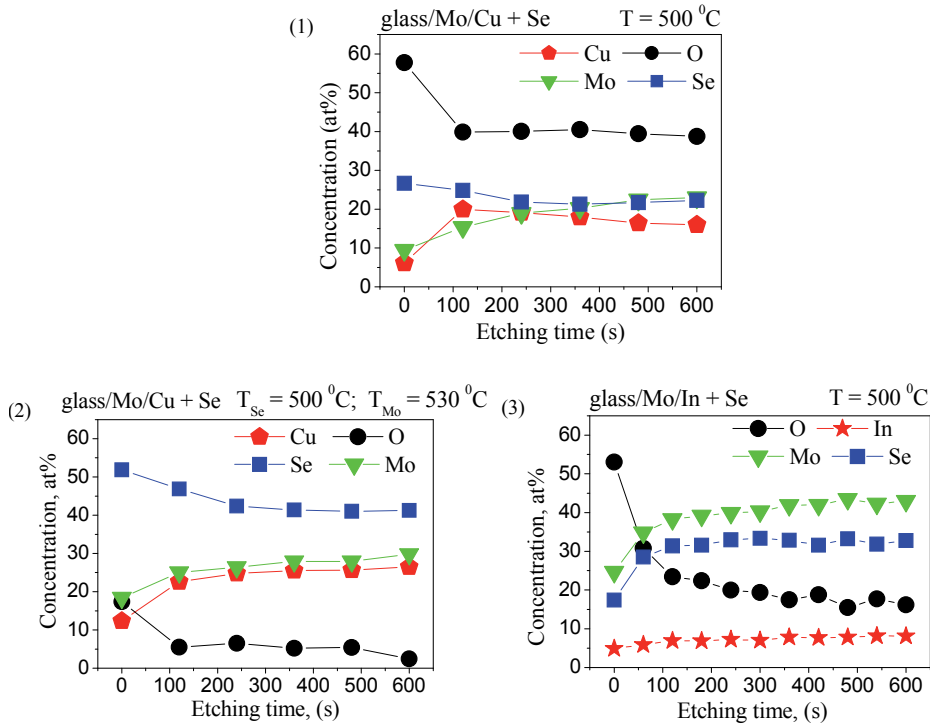 (1)
glass/Mo/Cu + Se T = 500 ⁰C
Cu O
Mo Se
60
50
40
30
20
10
0
0 100 200 300 400 500 600
Concentration (at%)
Etching time (s)
(2)
glass/Mo/Cu + Se T_Se = 500 ⁰C; T_Mo = 530 ⁰C
Cu O
Se Mo
60
50
40
30
20
10
0
0 100 200 300 400 500 600
Concentration, at%
Etching time, (s)
(3)
glass/Mo/In + Se T = 500 ⁰C
O In
Mo Se
60
50
40
30
20
10
0
0 100 200 300 400 500 600
Concentration, at%
Etching time, (s)